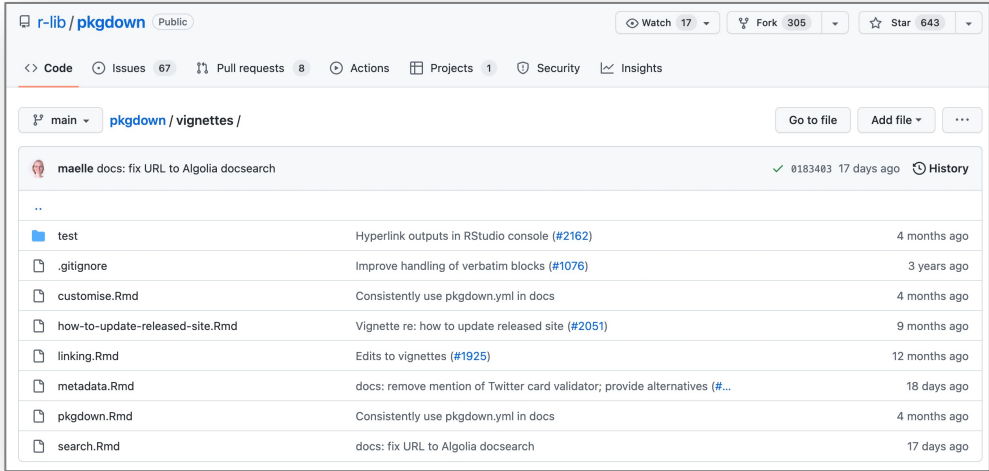 r-lib / pkgdown Public Watch 17 Fork 305 Star 643
<> Code Issues 67 Pull requests 8 Actions Projects 1 Security Insights
main pkgdown / vignettes / Go to file Add file ...
maelle docs: fix URL to Algolia docsearch 0183403 17 days ago History
..
test Hyperlink outputs in RStudio console (#2162) 4 months ago
.gitignore Improve handling of verbatim blocks (#1076) 3 years ago
customise.Rmd Consistently use pkgdown.yml in docs 4 months ago
how-to-update-released-site.Rmd Vignette re: how to update released site (#2051) 9 months ago
linking.Rmd Edits to vignettes (#1925) 12 months ago
metadata.Rmd docs: remove mention of Twitter card validator; provide alternatives (#... 18 days ago
pkgdown.Rmd Consistently use pkgdown.yml in docs 4 months ago
search.Rmd docs: fix URL to Algolia docsearch 17 days ago